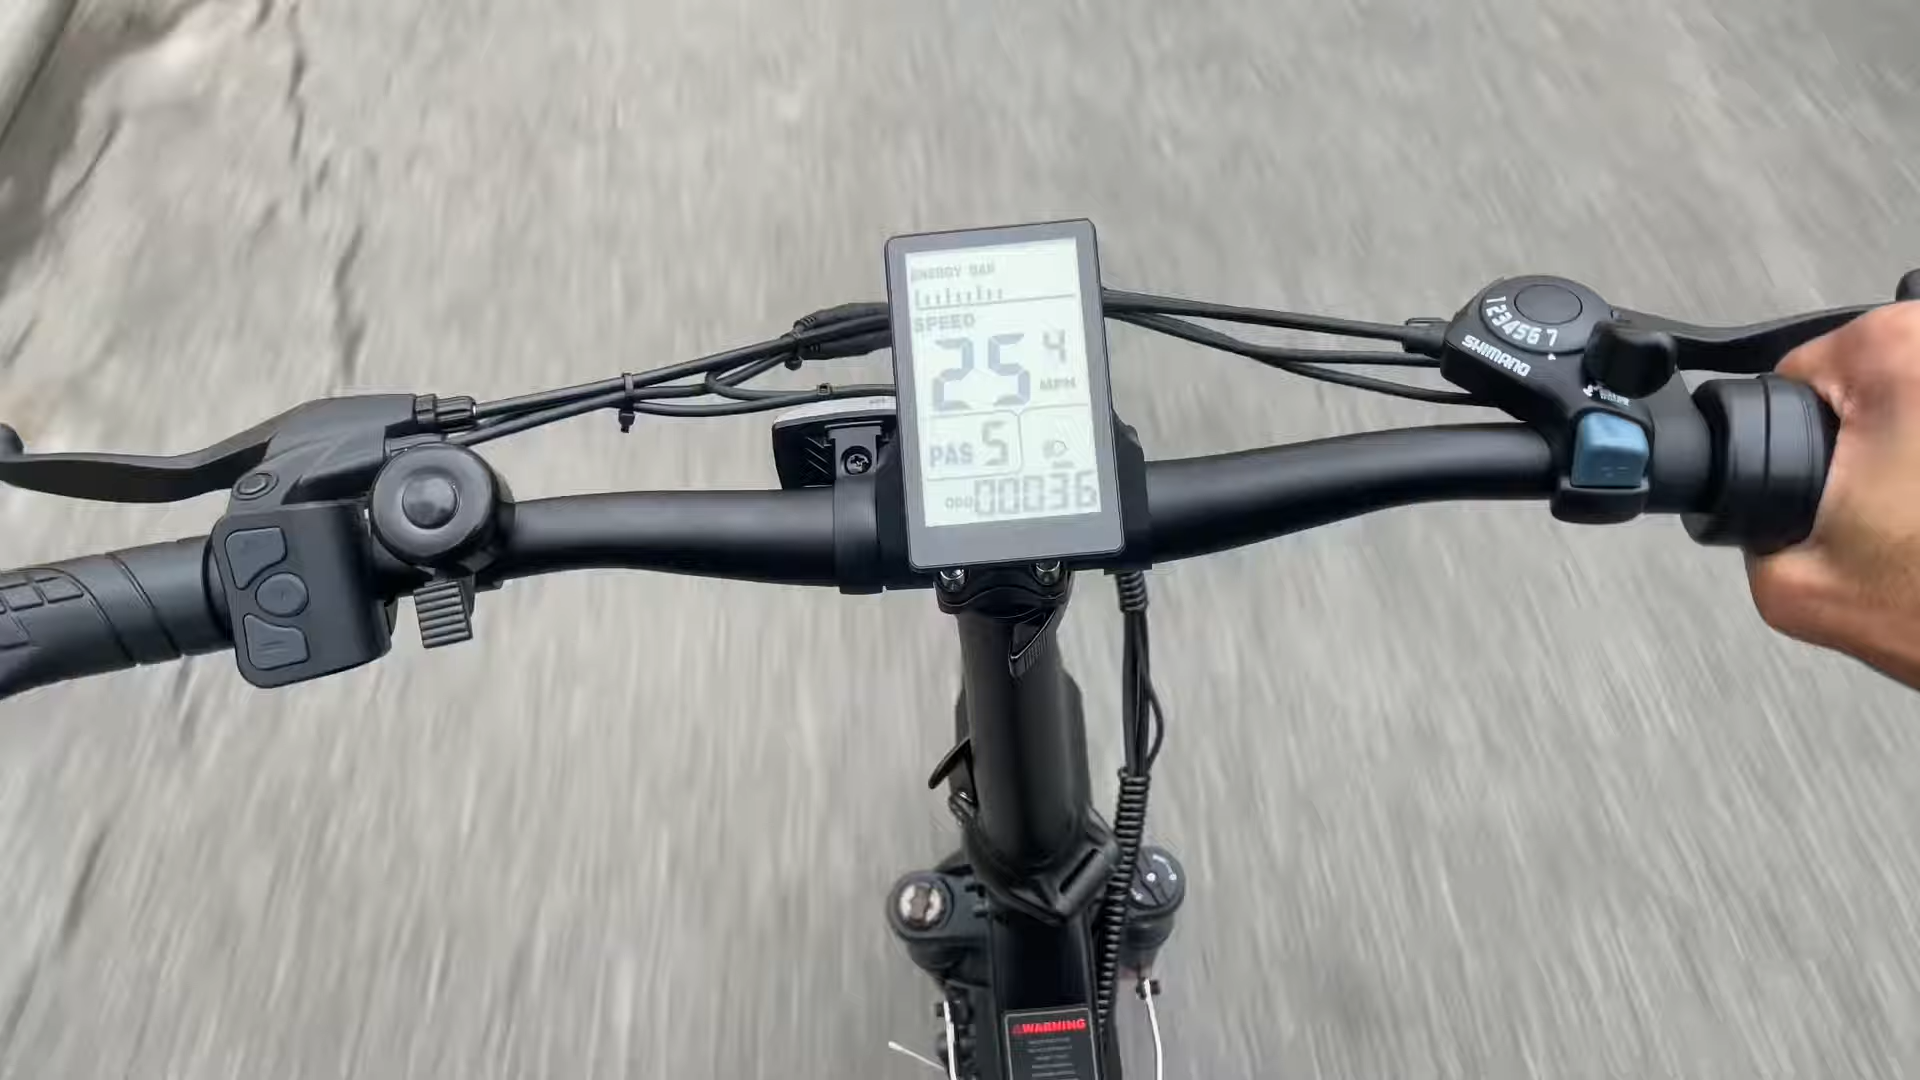 ENERGY BAR
SPEED
25 4
MPH
PAS 5
ODO 00036
1234567
SHIMANO
WARNING